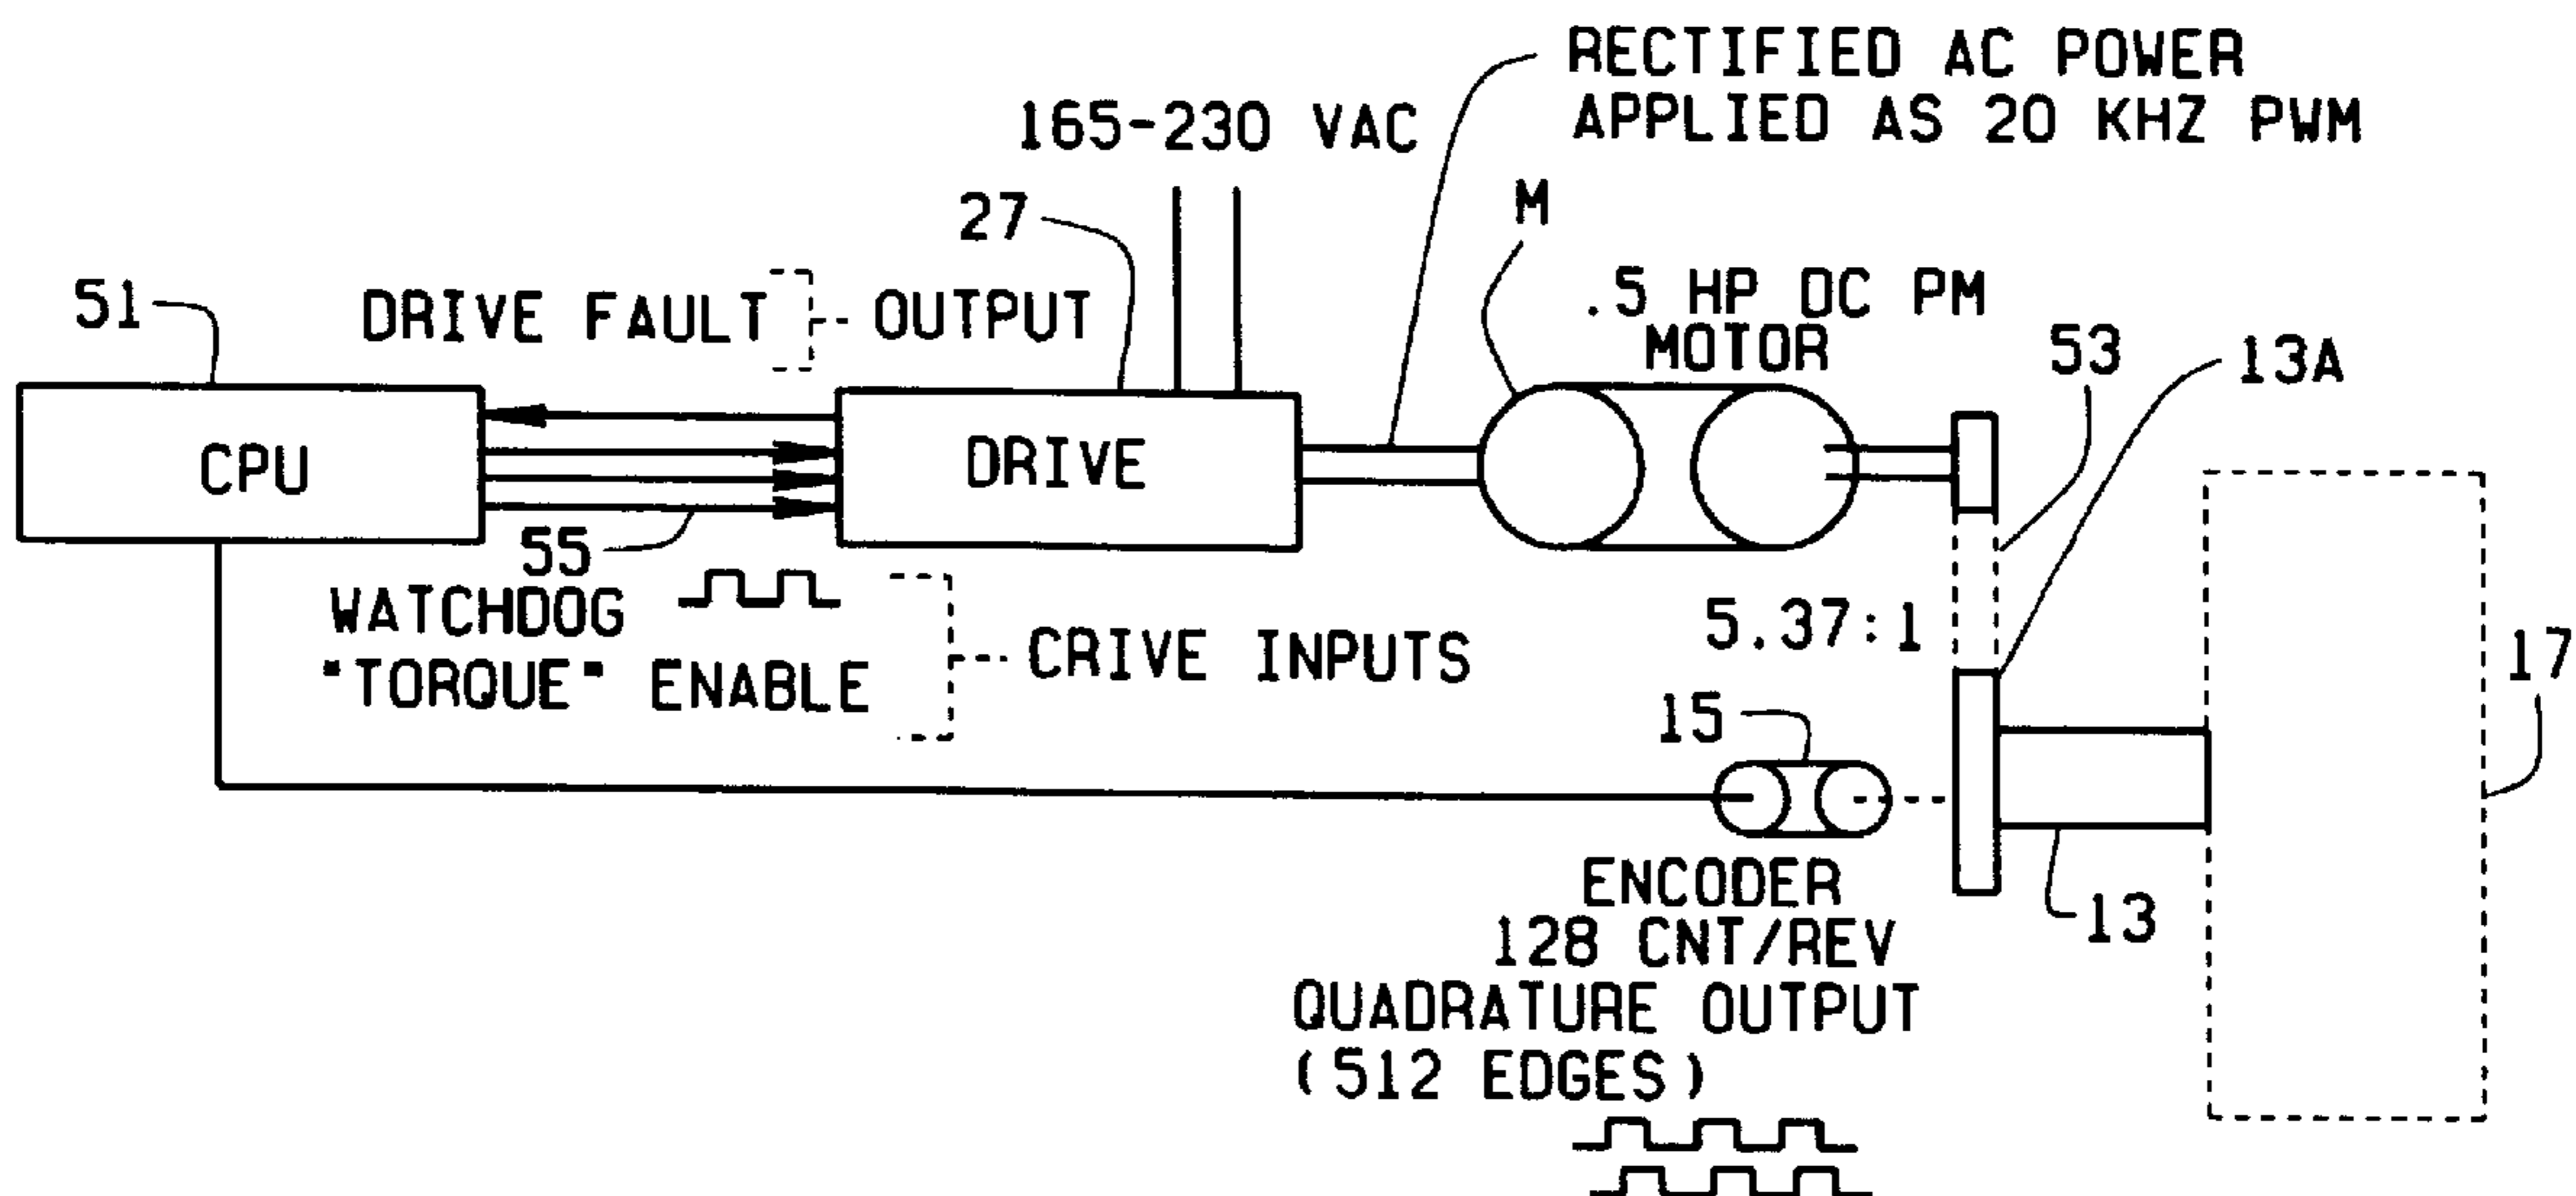 RECTIFIED AC POWER
APPLIED AS 20 KHZ PWM
165-230 VAC
27
M
51
DRIVE FAULT
OUTPUT
.5 HP DC PM
MOTOR
53
13A
CPU
DRIVE
55
WATCHDOG
"TORQUE" ENABLE
CRIVE INPUTS
5.37:1
17
15
13
ENCODER
128 CNT/REV
QUADRATURE OUTPUT
(512 EDGES)